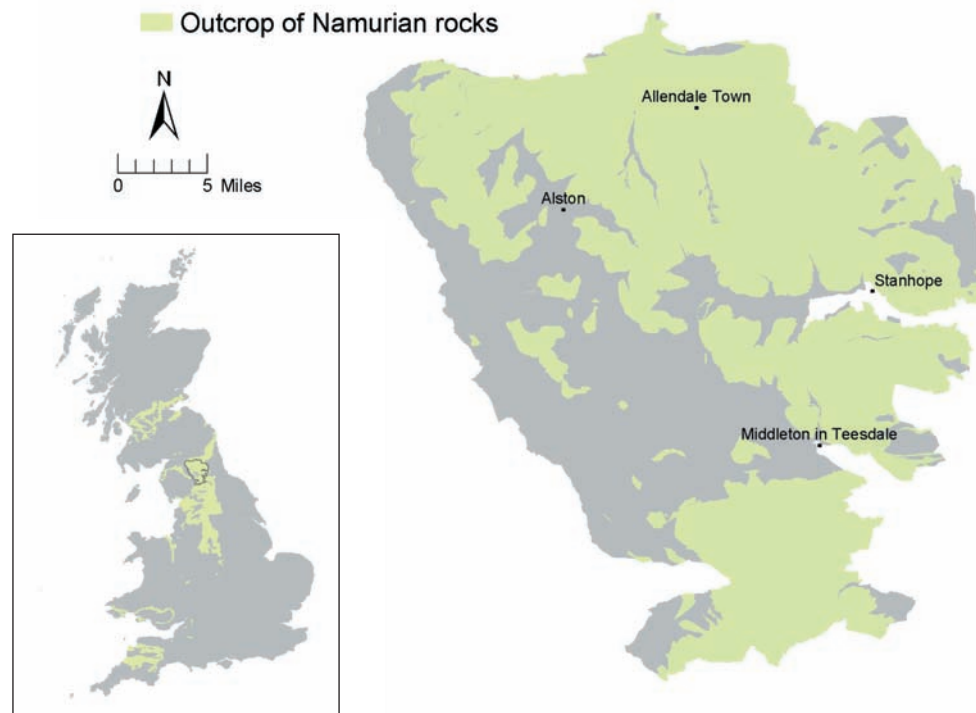 Outcrop of Namurian rocks
N
0 5 Miles
Allendale Town
Alston
Stanhope
Middleton in Teesdale